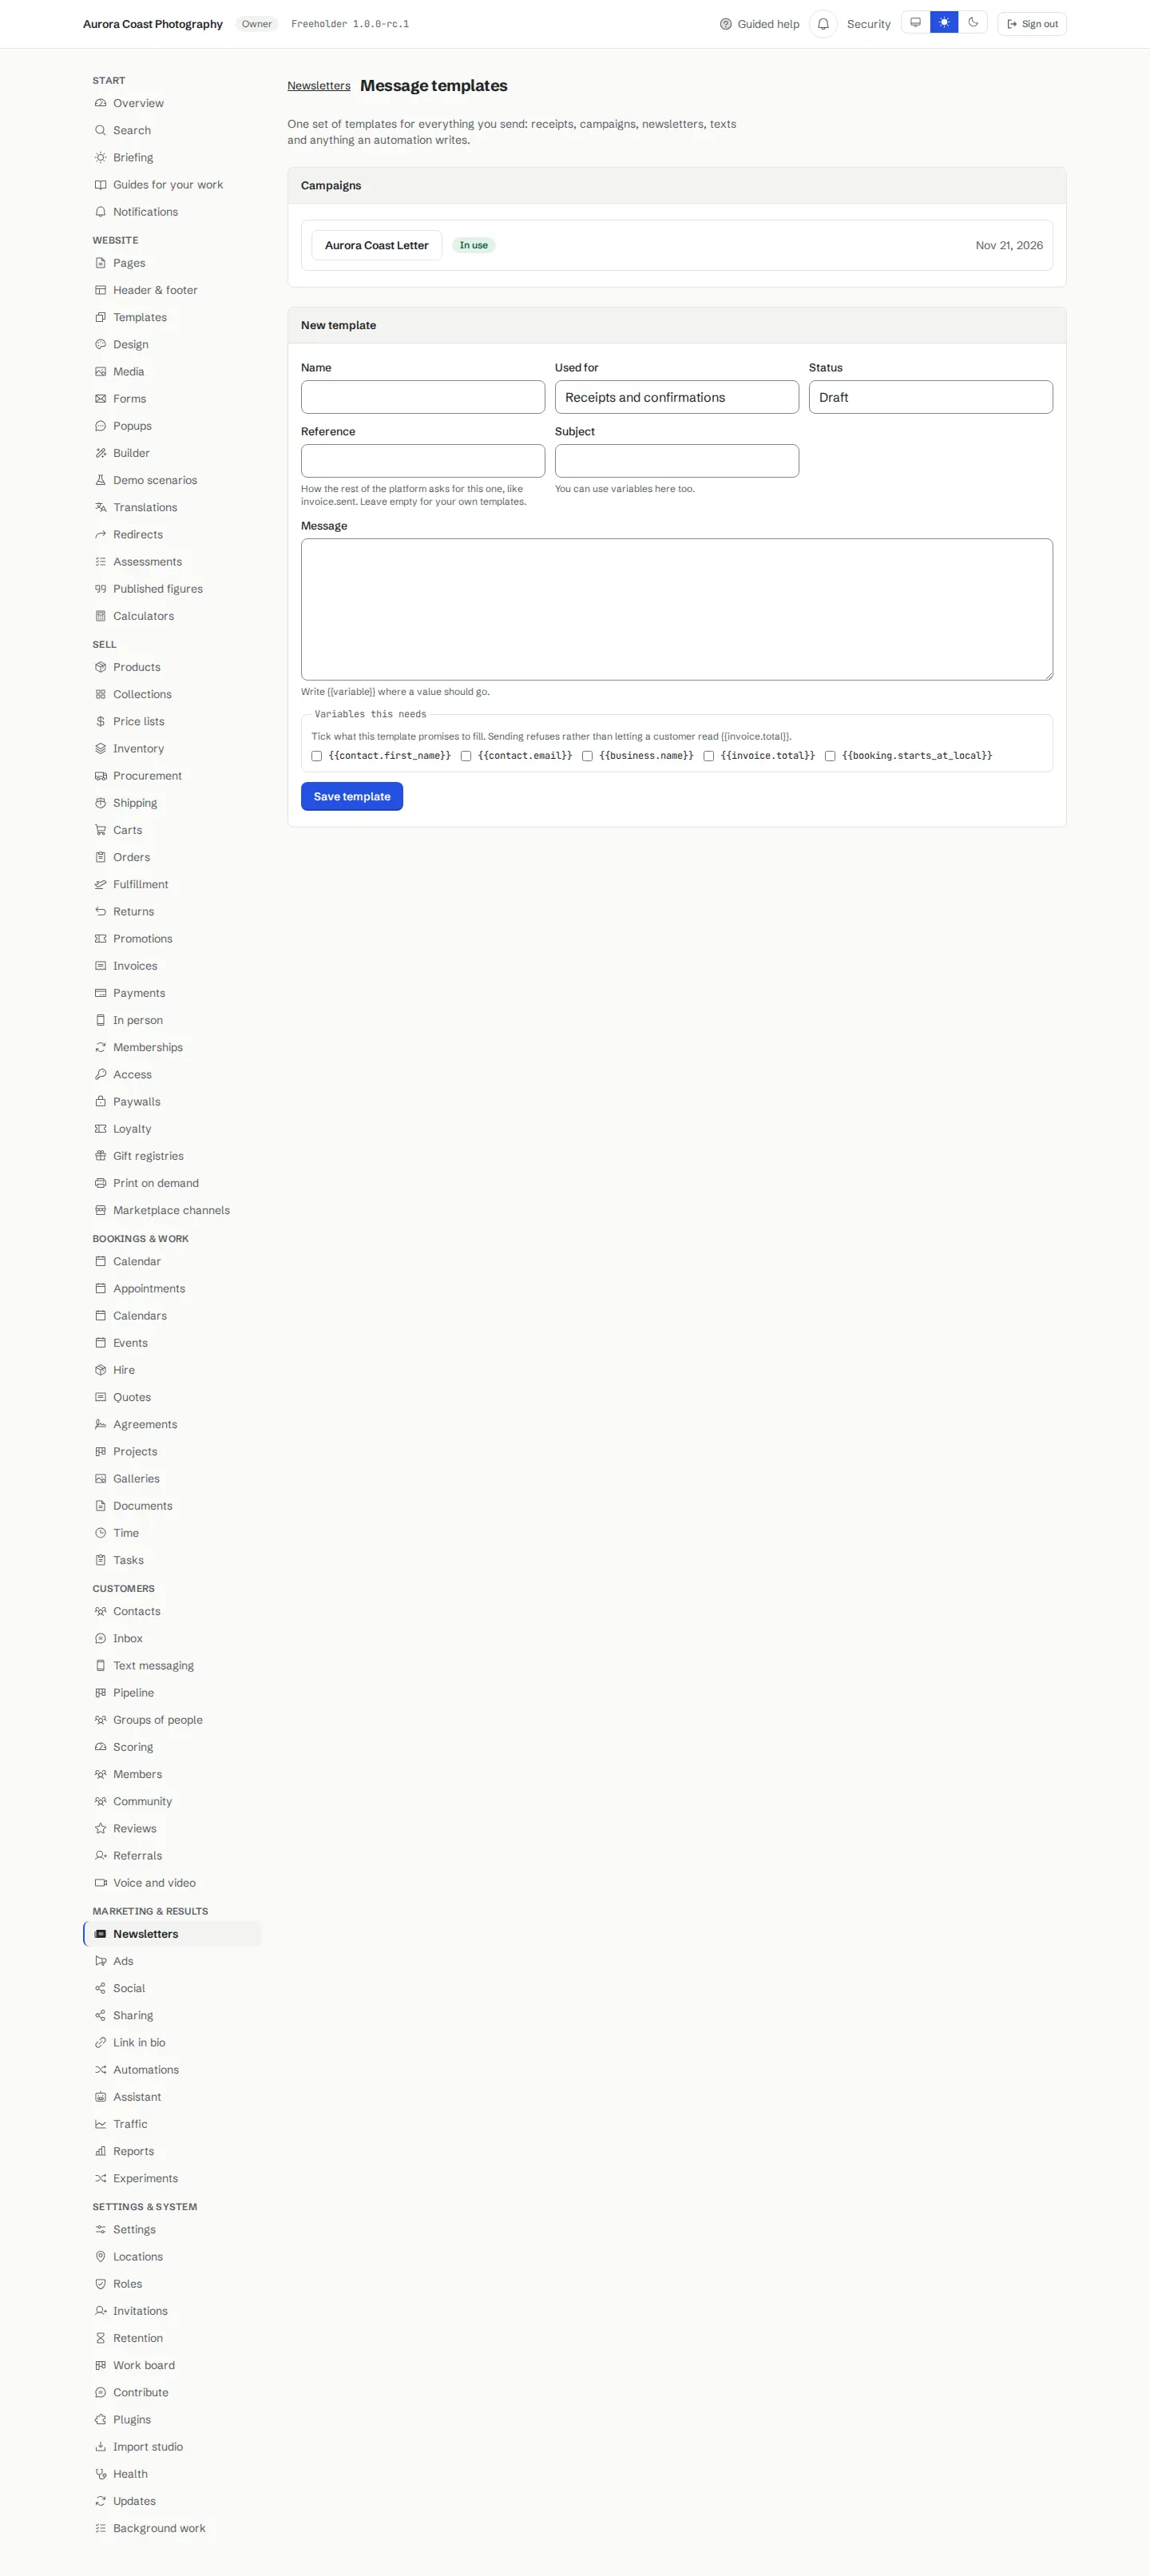 Aurora Coast Photography Owner Freeholder 1.0.0-rc.1 Guided help Security Sign out
START
Overview
Search
Briefing
Guides for your work
Notifications
WEBSITE
Pages
Header & footer
Templates
Design
Media
Forms
Popups
Builder
Demo scenarios
Translations
Redirects
Assessments
Published figures
Calculators
SELL
Products
Collections
Price lists
Inventory
Procurement
Shipping
Carts
Orders
Fulfillment
Returns
Promotions
Invoices
Payments
In person
Memberships
Access
Paywalls
Loyalty
Gift registries
Print on demand
Marketplace channels
BOOKINGS & WORK
Calendar
Appointments
Calendars
Events
Hire
Quotes
Agreements
Projects
Galleries
Documents
Time
Tasks
CUSTOMERS
Contacts
Inbox
Text messaging
Pipeline
Groups of people
Scoring
Members
Community
Reviews
Referrals
Voice and video
MARKETING & RESULTS
Newsletters
Ads
Social
Sharing
Link in bio
Automations
Assistant
Traffic
Reports
Experiments
SETTINGS & SYSTEM
Settings
Locations
Roles
Invitations
Retention
Work board
Contribute
Plugins
Import studio
Health
Updates
Background work
Newsletters Message templates
One set of templates for everything you send: receipts, campaigns, newsletters, texts
and anything an automation writes.
Campaigns
Aurora Coast Letter In use Nov 21, 2026
New template
Name Used for Status
Receipts and confirmations Draft
Reference Subject
How the rest of the platform asks for this one, like You can use variables here too.
invoice.sent. Leave empty for your own templates.
Message
Write {{variable}} where a value should go.
Variables this needs
Tick what this template promises to fill. Sending refuses rather than letting a customer read {{invoice.total}}.
{{contact.first_name}} {{contact.email}} {{business.name}} {{invoice.total}} {{booking.starts_at_local}}
Save template